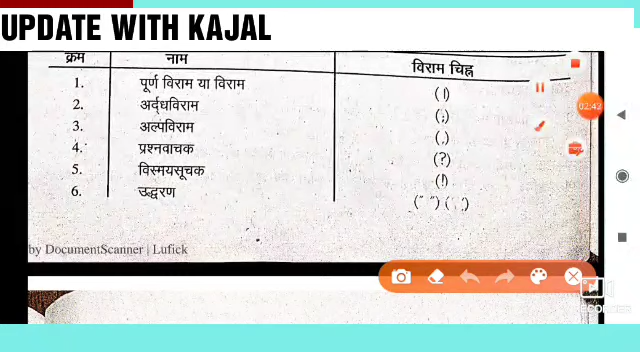 UPDATE WITH KAJAL
क्रम नाम विराम चिह्न
1. पूर्ण विराम या विराम (।)
2. अर्द्धविराम (;)
3. अल्पविराम (,)
4. प्रश्नवाचक (?)
5. विस्मयसूचक (!)
6. उद्धरण (" ") (' ')
02:42
by DocumentScanner | Lufick
RECORDER